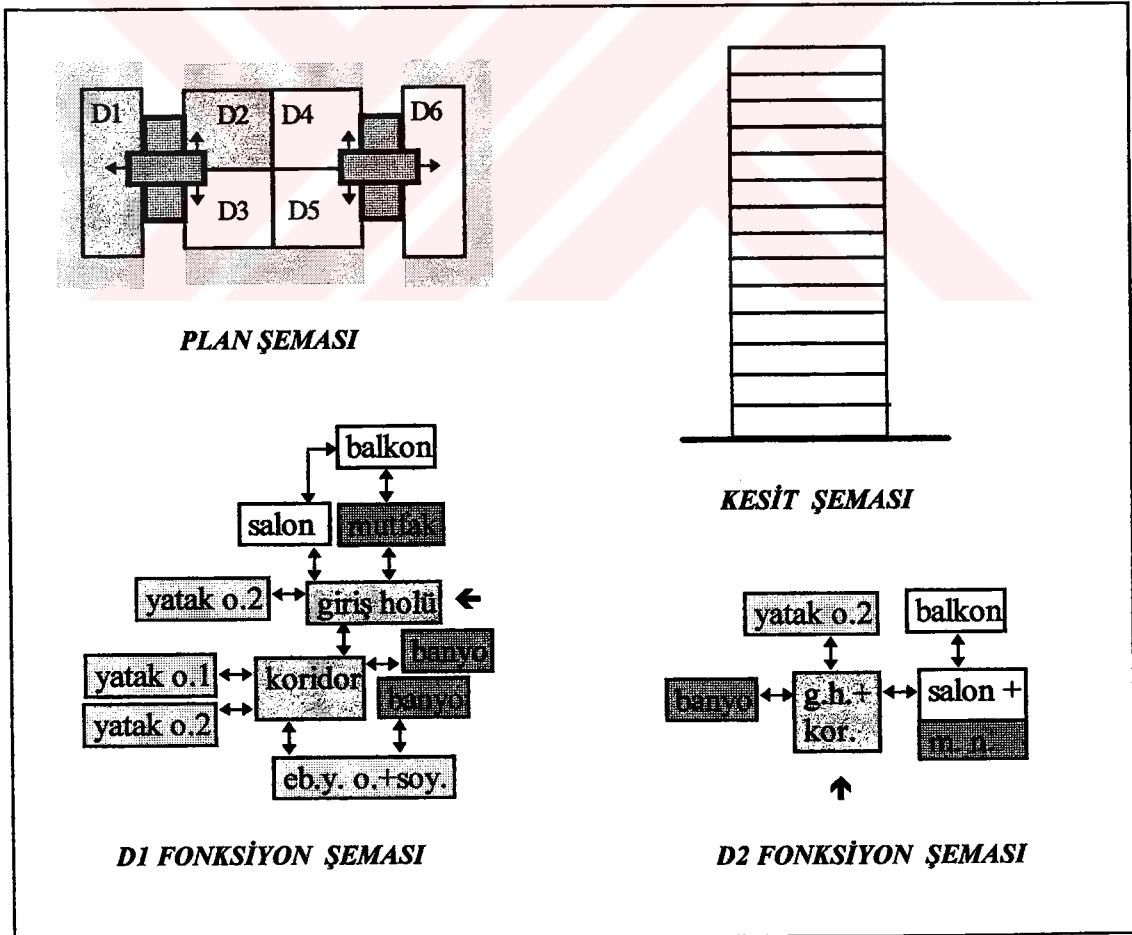 D1
D2
D4
D6
D3
D5
PLAN ŞEMASI
KESİT ŞEMASI
balkon
salon
mutfak
yatak o.2
giriş holü
banyo
yatak o.1
koridor
banyo
yatak o.2
eb.y. o.+soy.
D1 FONKSİYON ŞEMASI
yatak o.2
balkon
banyo
g.h.+
kor.
salon +
m. n.
D2 FONKSİYON ŞEMASI